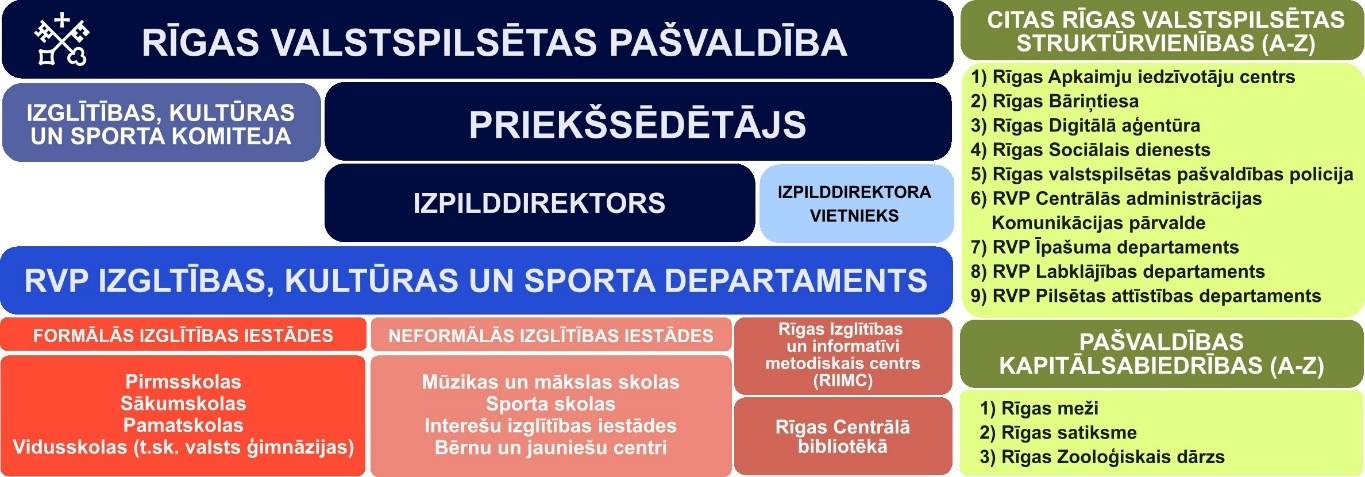 RĪGAS VALSTSPILSĒTAS PAŠVALDĪBA
IZGLĪTĪBAS, KULTŪRAS
UN SPORTA KOMITEJA
PRIEKŠSĒDĒTĀJS
IZPILDDIREKTORS
IZPILDDIREKTORA
VIETNIEKS
RVP IZGLTĪBAS, KULTŪRAS UN SPORTA DEPARTAMENTS
FORMĀLĀS IZGLĪTĪBAS IESTĀDES
Pirmsskolas
Sākumskolas
Pamatskolas
Vidusskolas (t.sk. valsts ģimnāzijas)
NEFORMĀLĀS IZGLĪTĪBAS IESTĀDES
Mūzikas un mākslas skolas
Sporta skolas
Interešu izglītības iestādes
Bērnu un jauniešu centri
Rīgas Izglītības
un informatīvi
metodiskais centrs
(RIIMC)
Rīgas Centrālā
bibliotēkā
CITAS RĪGAS VALSTSPILSĒTAS
STRUKTŪRVIENĪBAS (A-Z)
1) Rīgas Apkaimju iedzīvotāju centrs
2) Rīgas Bāriņtiesa
3) Rīgas Digitālā aģentūra
4) Rīgas Sociālais dienests
5) Rīgas valstspilsētas pašvaldības policija
6) RVP Centrālās administrācijas
Komunikācijas pārvalde
7) RVP Īpašuma departaments
8) RVP Labklājības departaments
9) RVP Pilsētas attīstības departaments
PAŠVALDĪBAS
KAPITĀLSABIEDRĪBAS (A-Z)
1) Rīgas meži
2) Rīgas satiksme
3) Rīgas Zooloģiskais dārzs